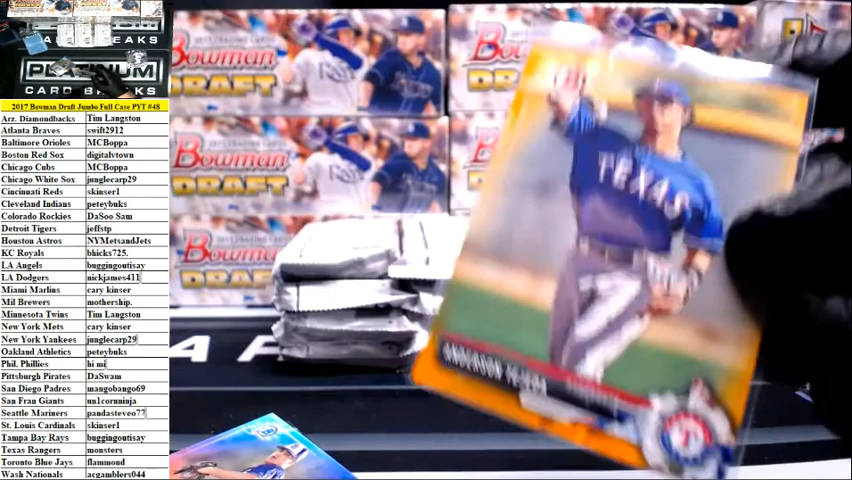 PLATINUM
CARD BREAKS
2017 Bowman Draft Jumbo Full Case PYT #48
Arz. Diamondbacks Tim Langston
Atlanta Braves swift2912
Baltimore Orioles MCBoppa
Boston Red Sox digitaltown
Chicago Cubs MCBoppa
Chicago White Sox junglecarp29
Cincinati Reds skinser1
Cleveland Indians peteybuks
Colorado Rockies DaSoo Sam
Detroit Tigers jeffstp
Houston Astros NYMetsandJets
KC Royals bhicks725.
LA Angels buggingoutisay
LA Dodgers nickjames411
Miami Marlins cary kinser
Mil Brewers mothership.
Minnesota Twins Tim Langston
New York Mets cary kinser
New York Yankees junglecarp29
Oakland Athletics peteybuks
Phil. Phillies hi mi
Pittsburgh Pirates DaSwam
San Diego Padres mangobango69
San Fran Giants un1cornninja
Seattle Mariners pandasteveo77
St. Louis Cardinals skinser1
Tampa Bay Rays buggingoutisay
Texas Rangers monsters
Toronto Blue Jays flammond
Wash Nationals acgamblers044
Bowman
DRAFT
Bowman
DRAFT
Bowman
DRAFT
TEXAS
ANDERSON TEJEDA